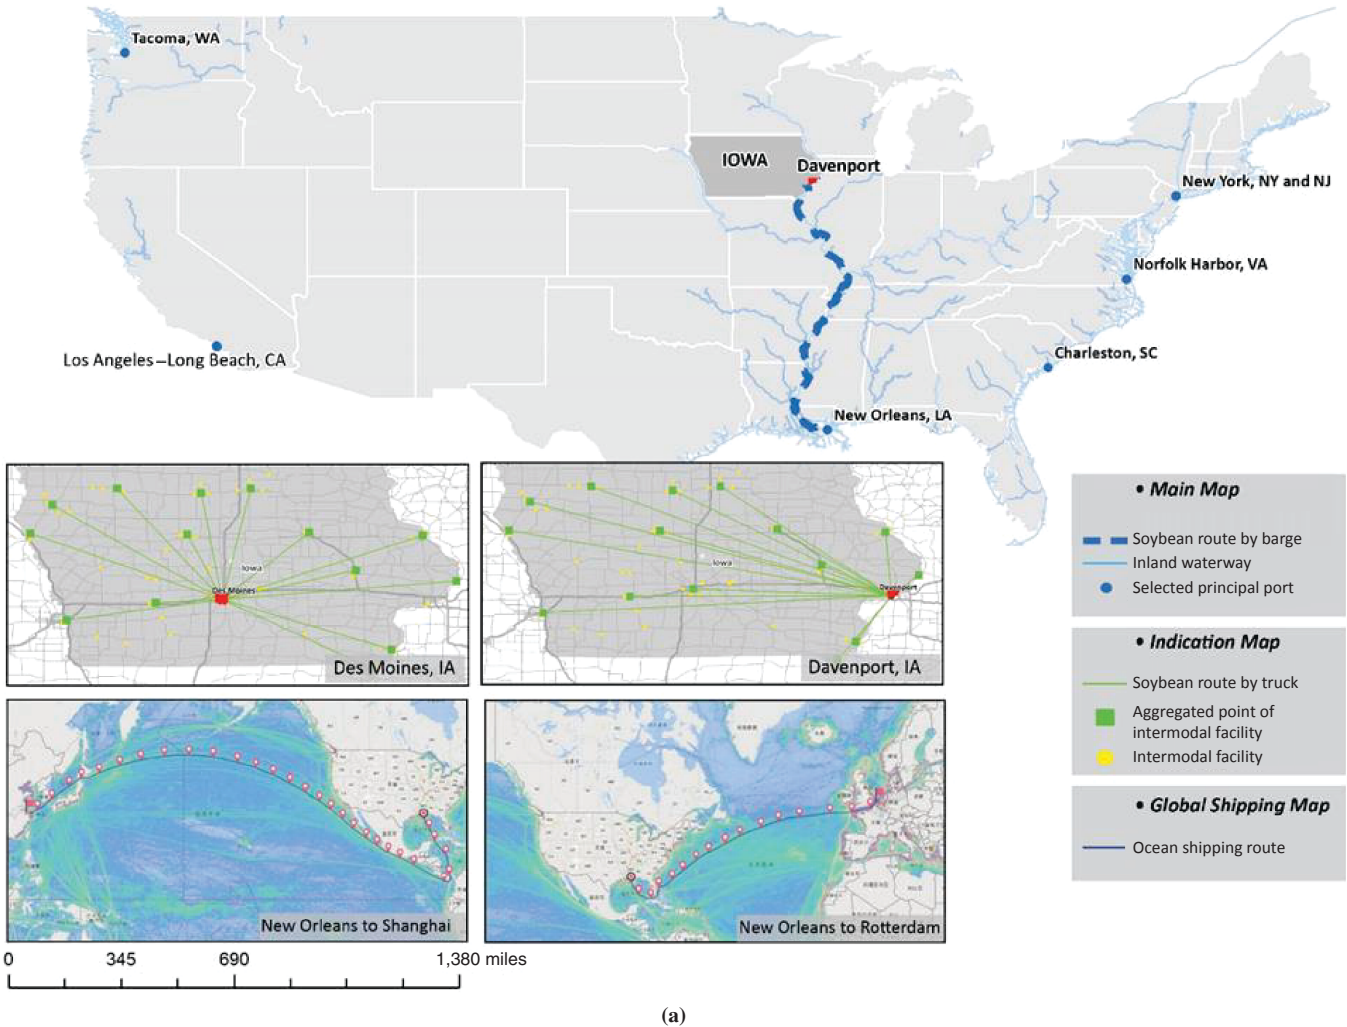 Tacoma, WA
IOWA
Davenport
New York, NY and NJ
Norfolk Harbor, VA
Los Angeles–Long Beach, CA
Charleston, SC
New Orleans, LA
Iowa
Des Moines
Des Moines, IA
Iowa
Davenport
Davenport, IA
• Main Map
Soybean route by barge
Inland waterway
Selected principal port
• Indication Map
Soybean route by truck
Aggregated point of
intermodal facility
Intermodal facility
• Global Shipping Map
Ocean shipping route
New Orleans to Shanghai
New Orleans to Rotterdam
0 345 690 1,380 miles
(a)